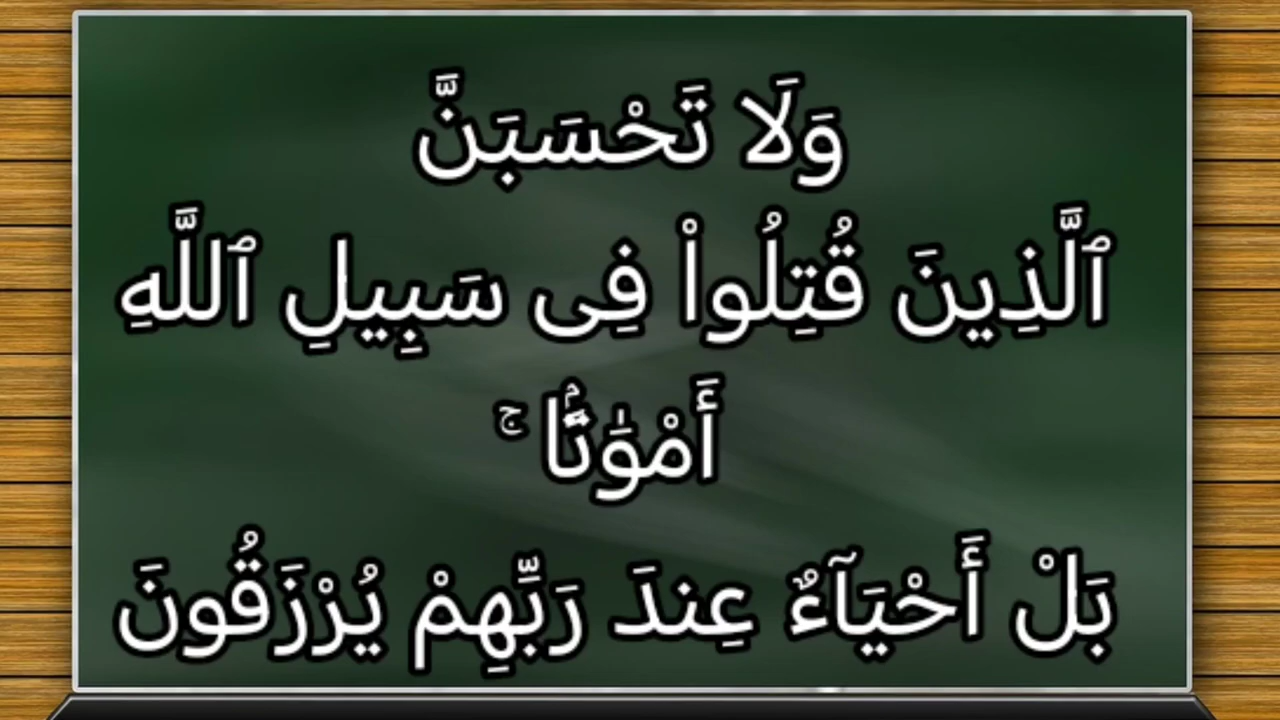 وَلَا تَحْسَبَنَّ
ٱلَّذِينَ قُتِلُوا۟ فِى سَبِيلِ ٱللَّهِ
أَمْوَٰتًۢا ۚ
بَلْ أَحْيَآءٌ عِندَ رَبِّهِمْ يُرْزَقُونَ